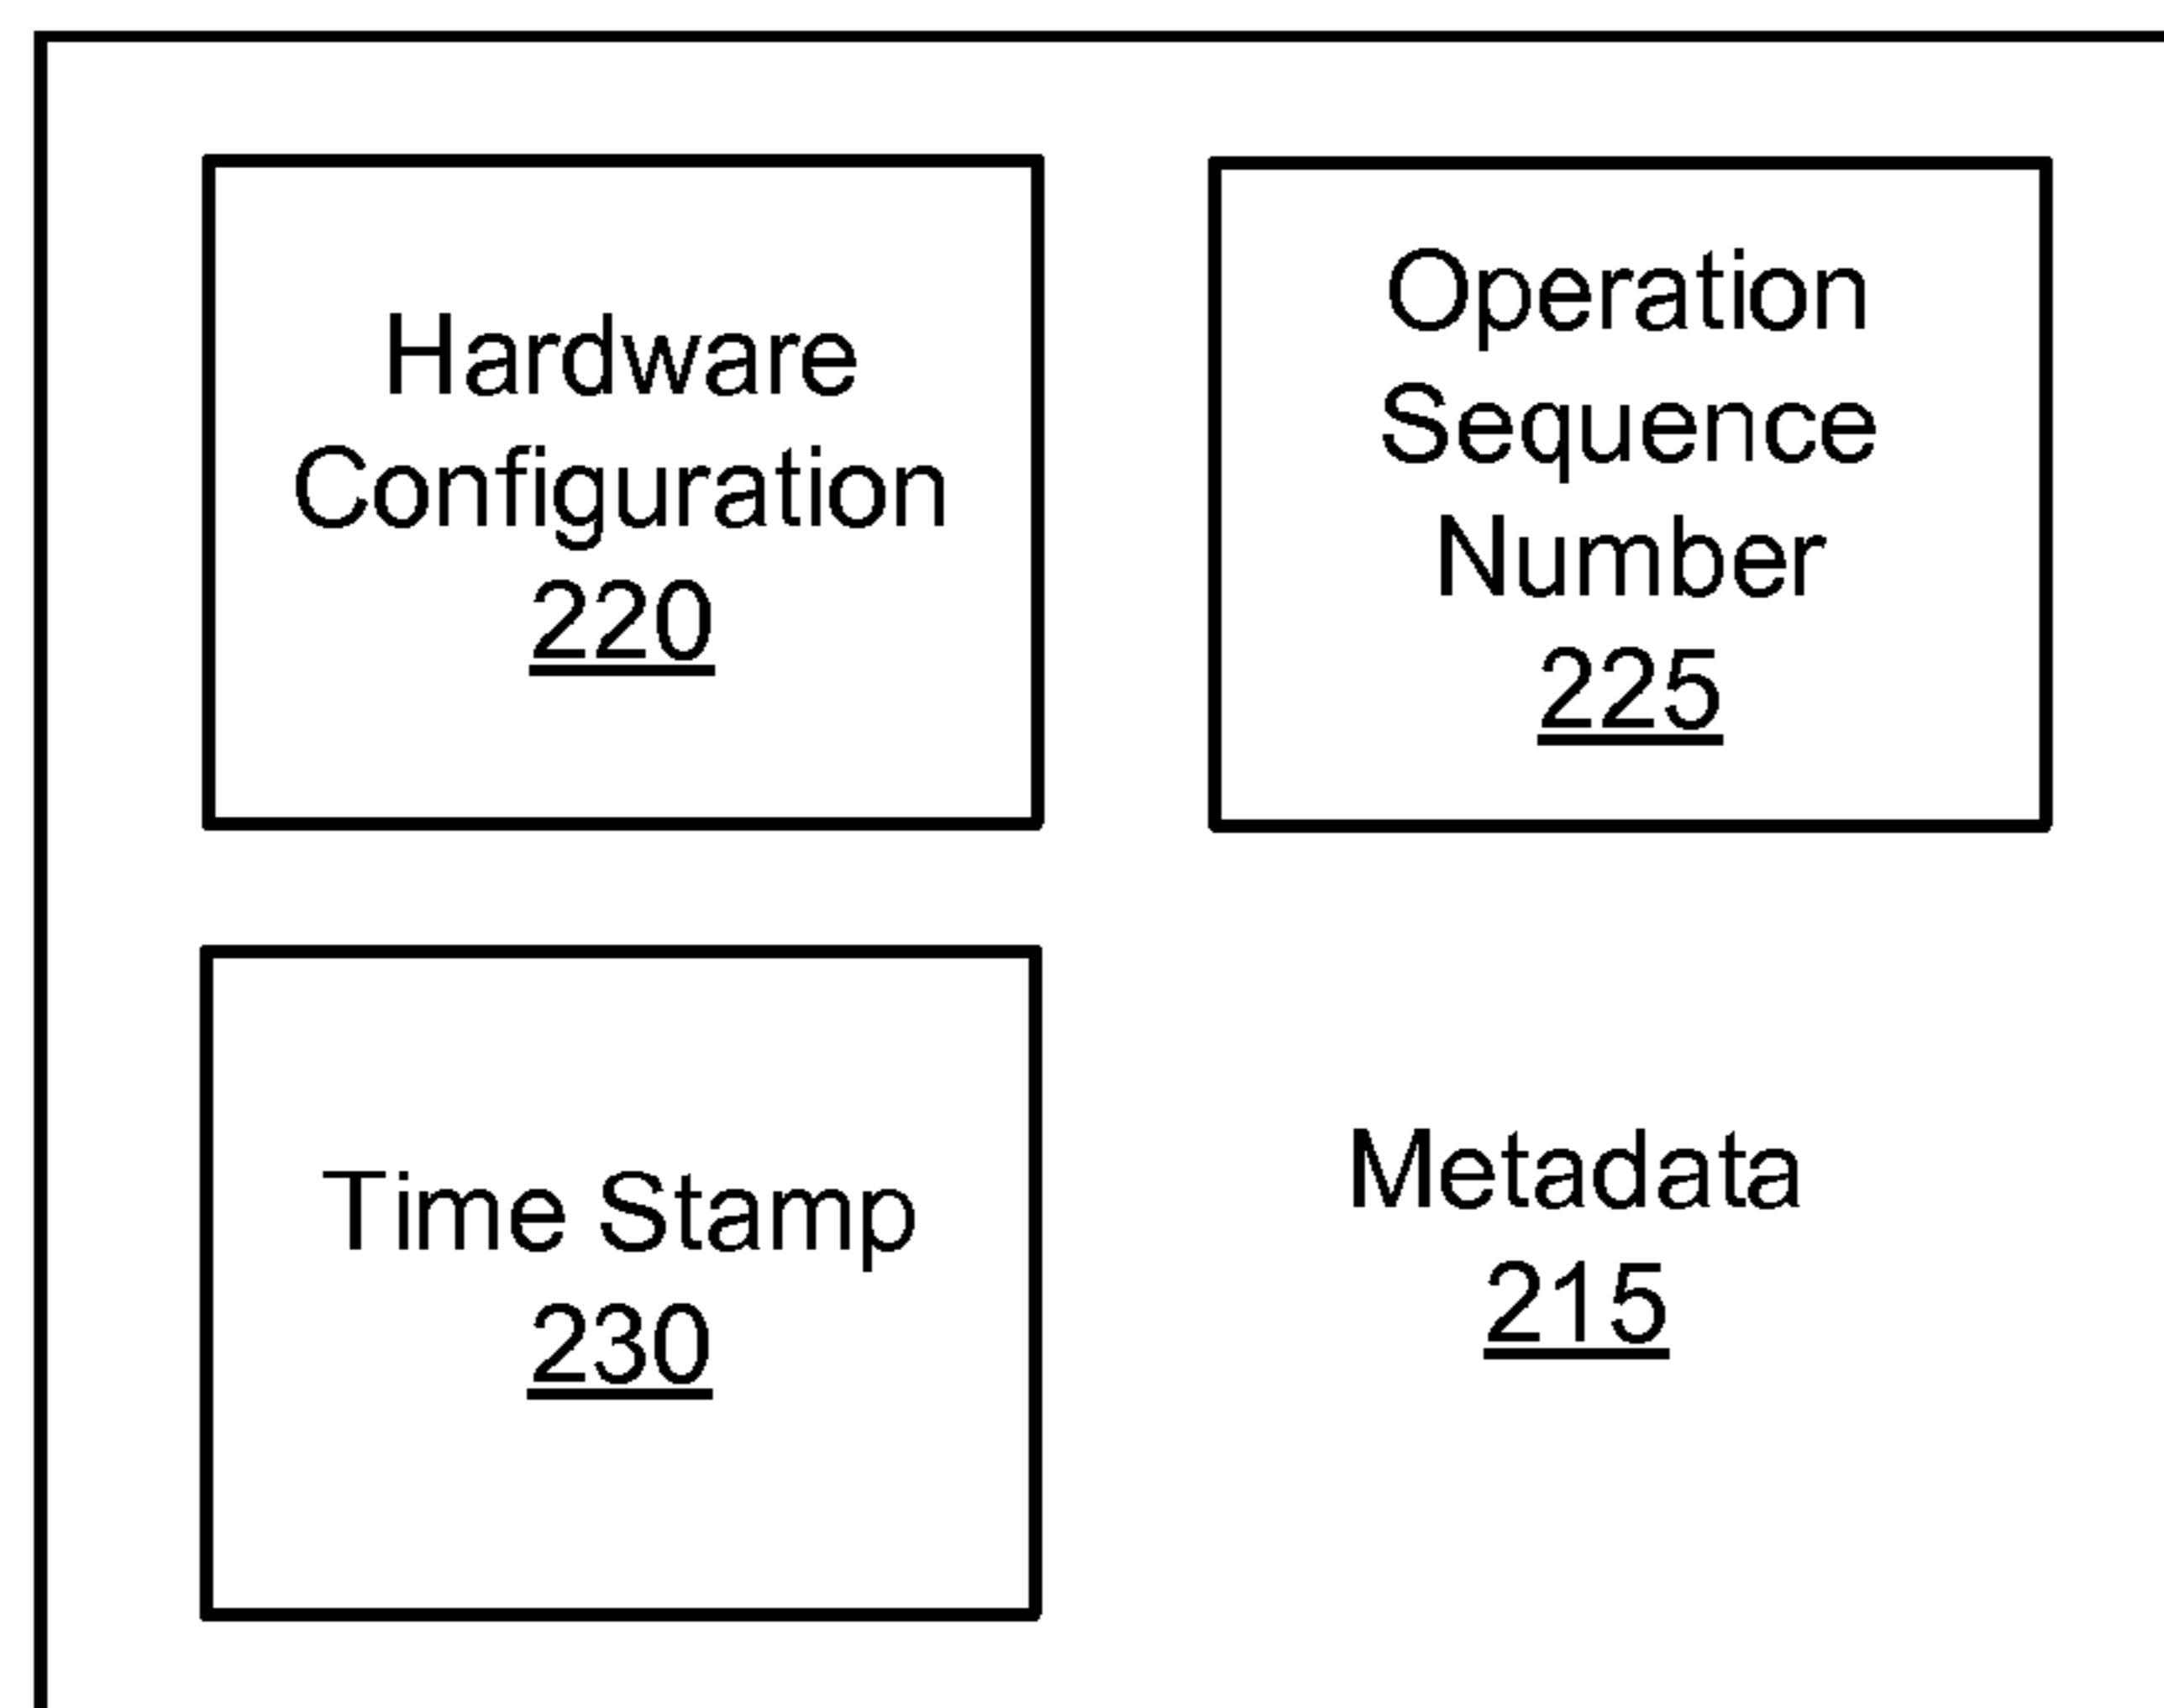 Hardware
Configuration
220
Operation
Sequence
Number
225
Time Stamp
230
Metadata
215